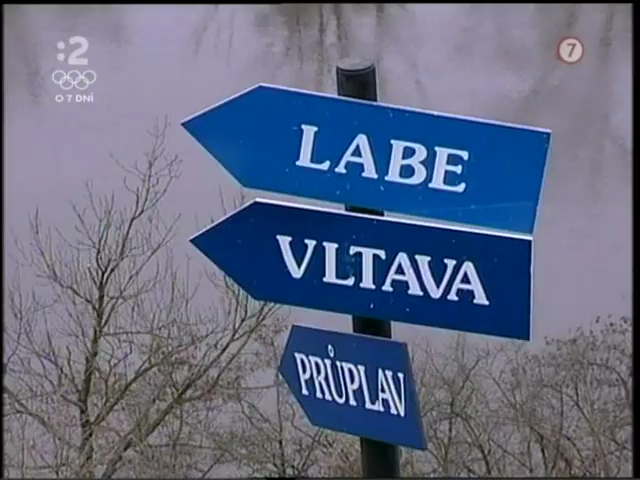 :2
O 7 DNÍ
7
LABE
VLTAVA
PRŮPLAV